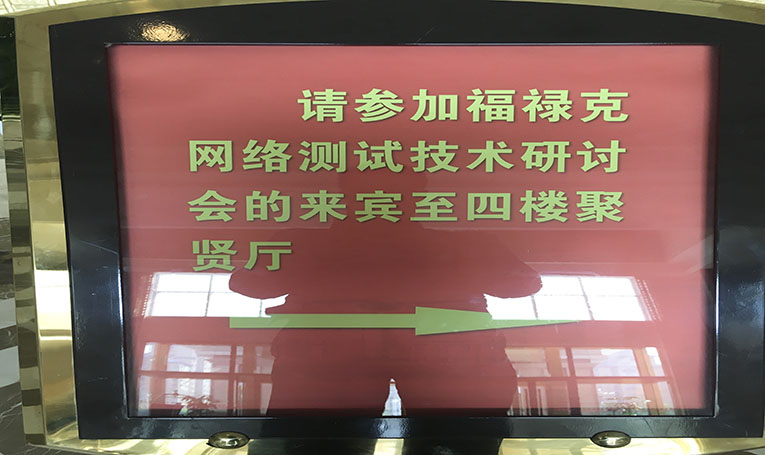 请参加福禄克
网络测试技术研讨
会的来宾至四楼聚
贤厅